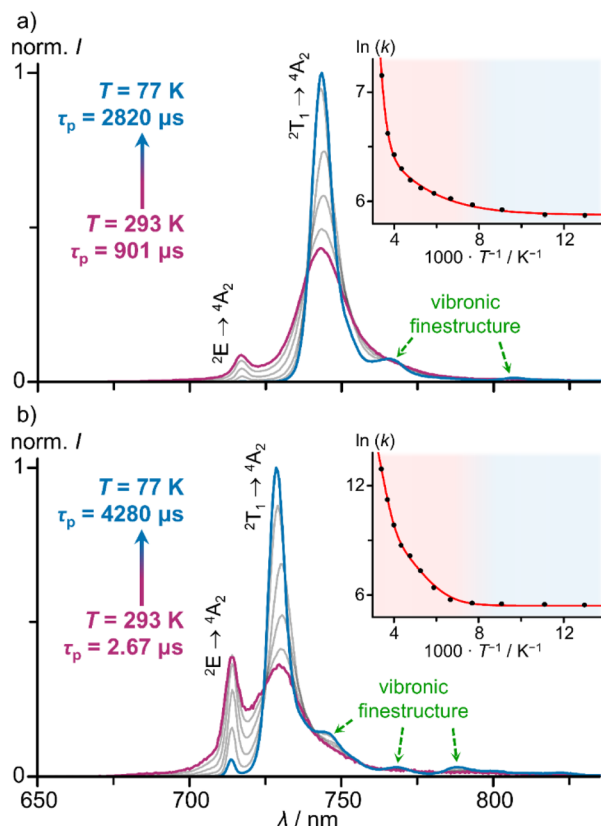 a)
norm. I
1
T = 77 K
τp = 2820 µs
T = 293 K
τp = 901 µs
²E → ⁴A₂
²T₁ → ⁴A₂
vibronic
finestructure
0
ln (k)
7
6
4
8
12
1000 · T⁻¹ / K⁻¹
b)
norm. I
1
T = 77 K
τp = 4280 µs
T = 293 K
τp = 2.67 µs
²E → ⁴A₂
²T₁ → ⁴A₂
vibronic
finestructure
0
ln (k)
12
6
4
8
12
1000 · T⁻¹ / K⁻¹
650
700
750
800
λ / nm